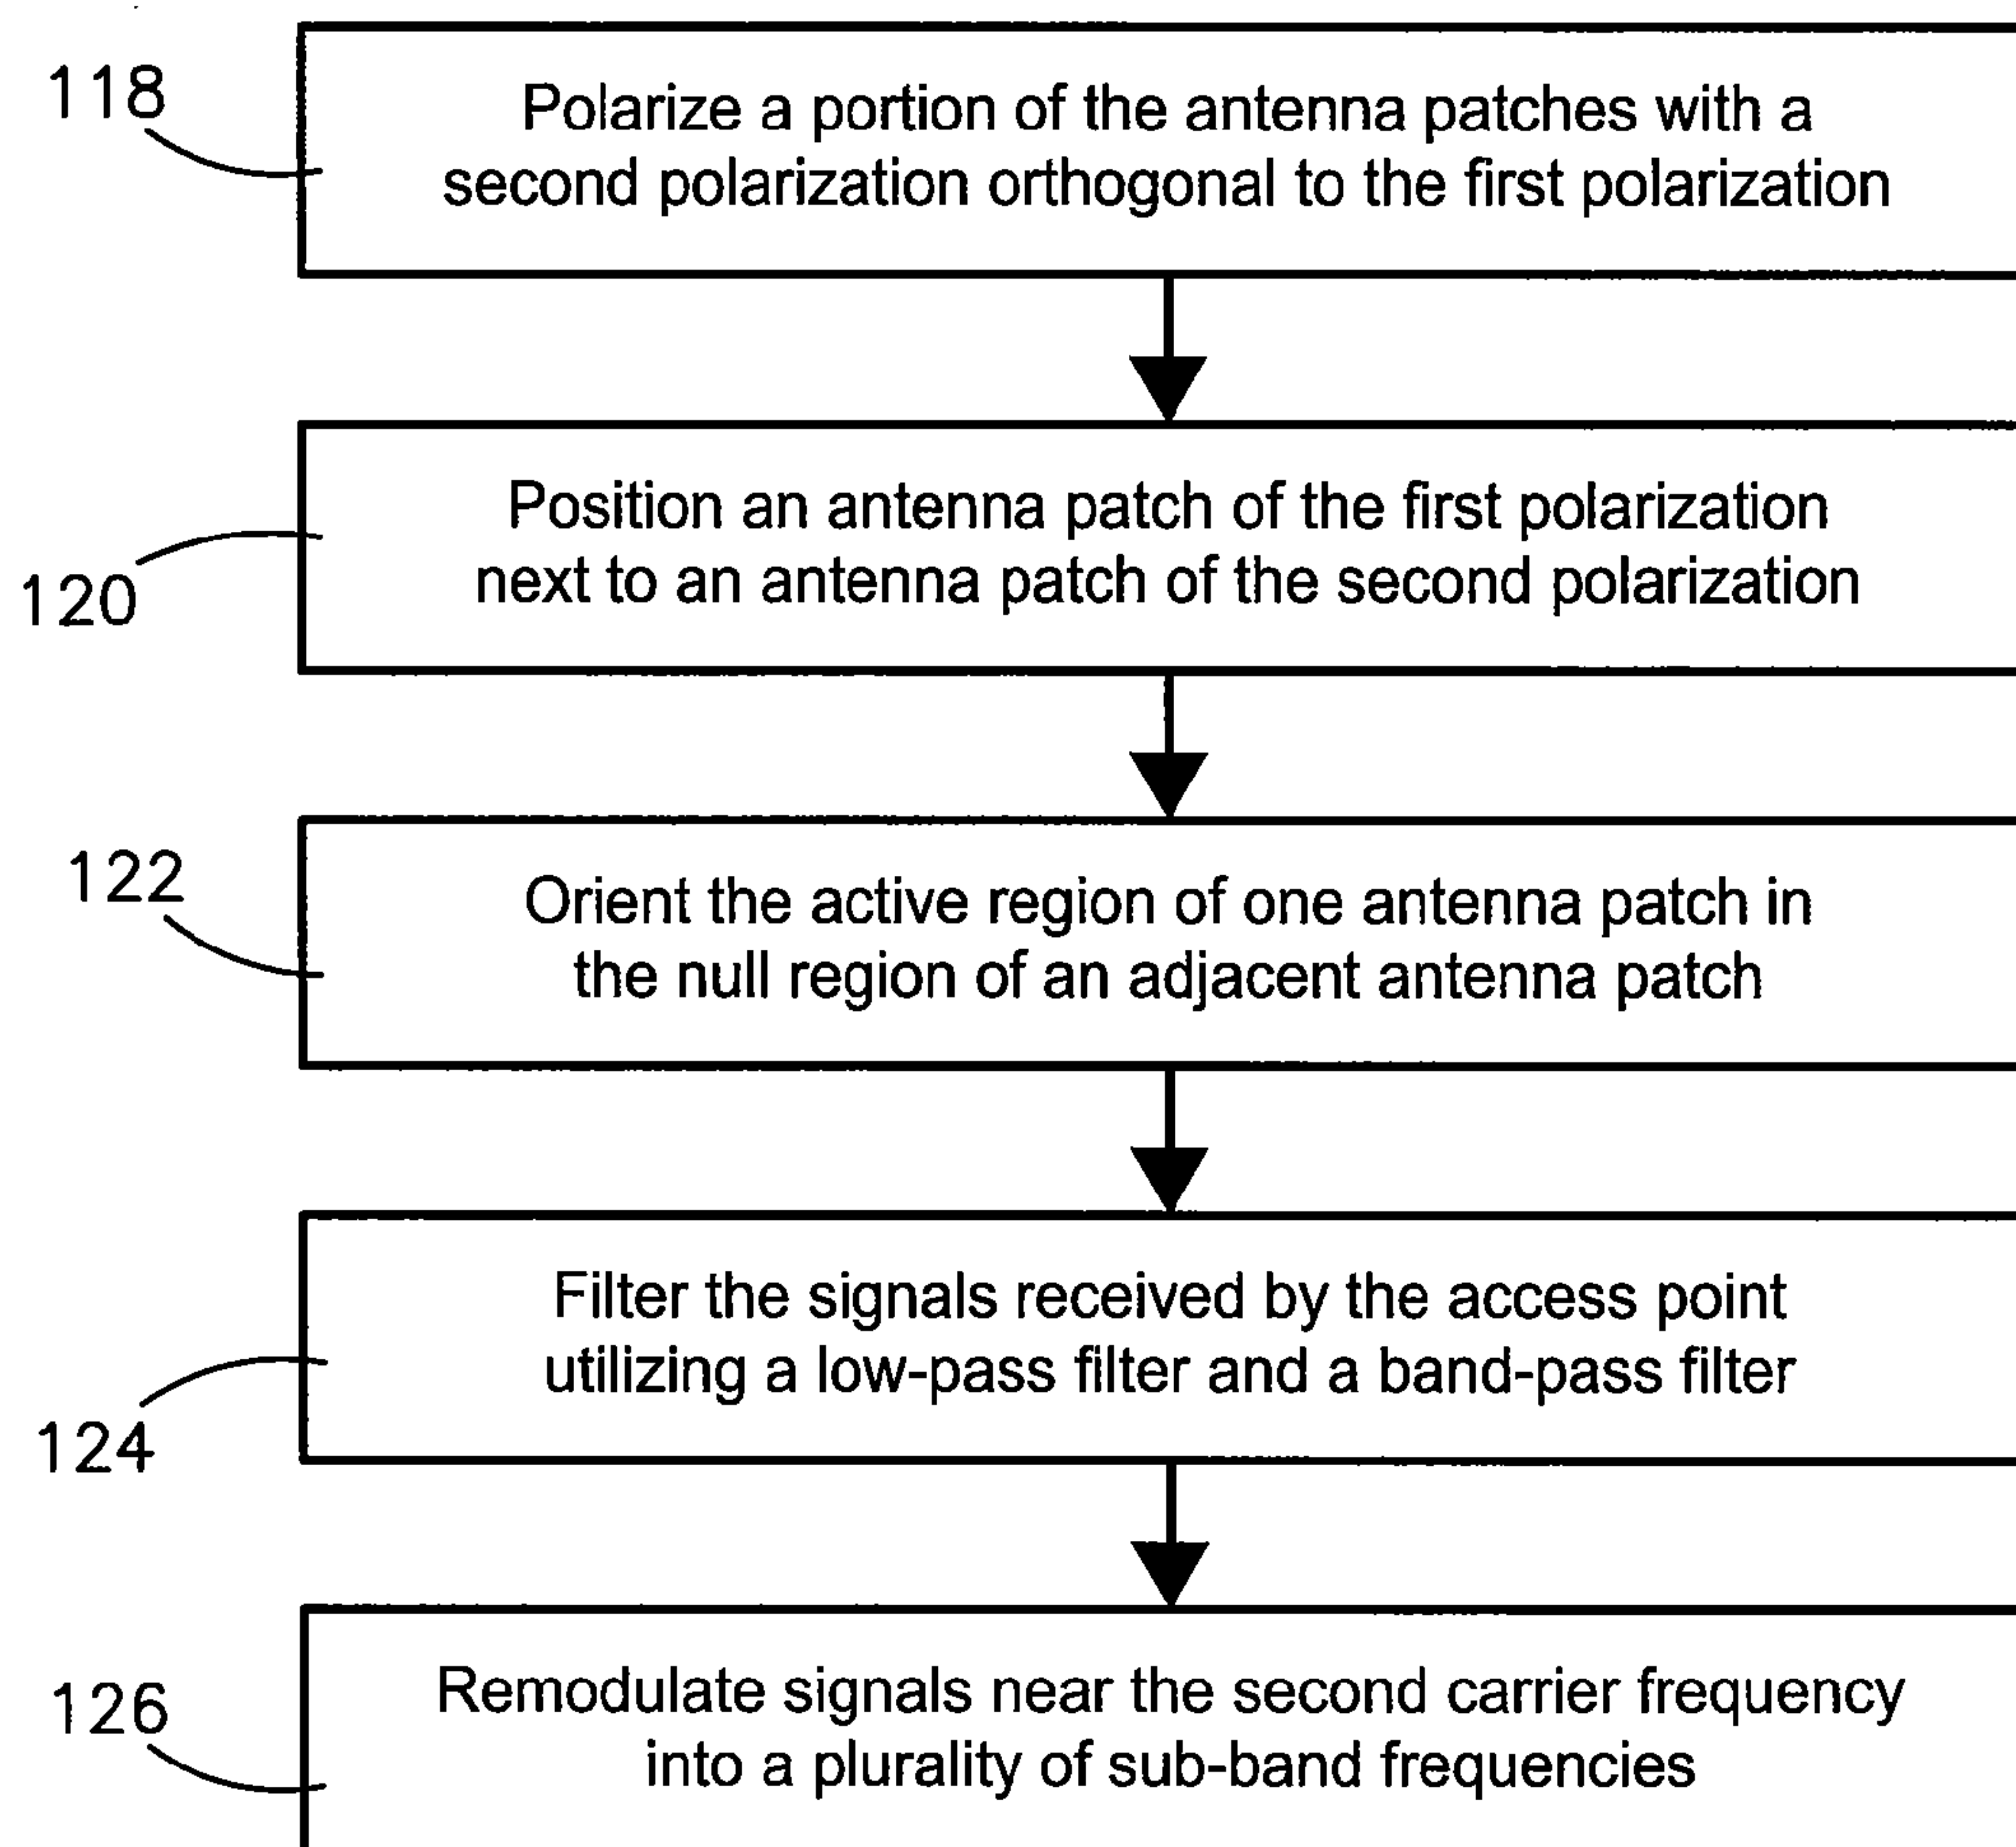 118
Polarize a portion of the antenna patches with a
second polarization orthogonal to the first polarization
120
Position an antenna patch of the first polarization
next to an antenna patch of the second polarization
122
Orient the active region of one antenna patch in
the null region of an adjacent antenna patch
124
Filter the signals received by the access point
utilizing a low-pass filter and a band-pass filter
126
Remodulate signals near the second carrier frequency
into a plurality of sub-band frequencies